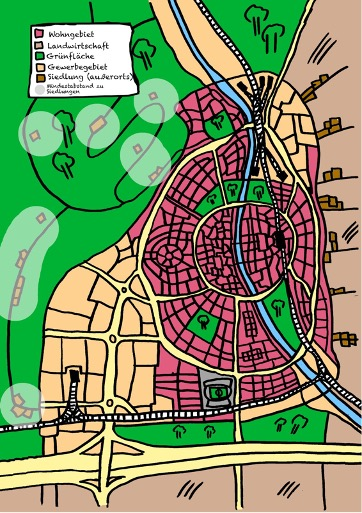 Wohngebiet
Landwirtschaft
Grünfläche
Gewerbegebiet
Siedlung (außerorts)
Mindestabstand zu
Siedlungen